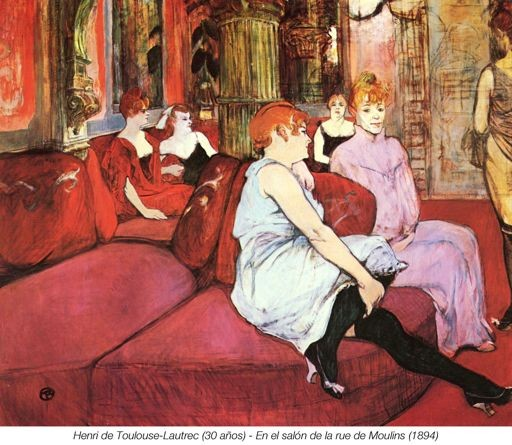 Henri de Toulouse-Lautrec (30 años) - En el salón de la rue de Moulins (1894)